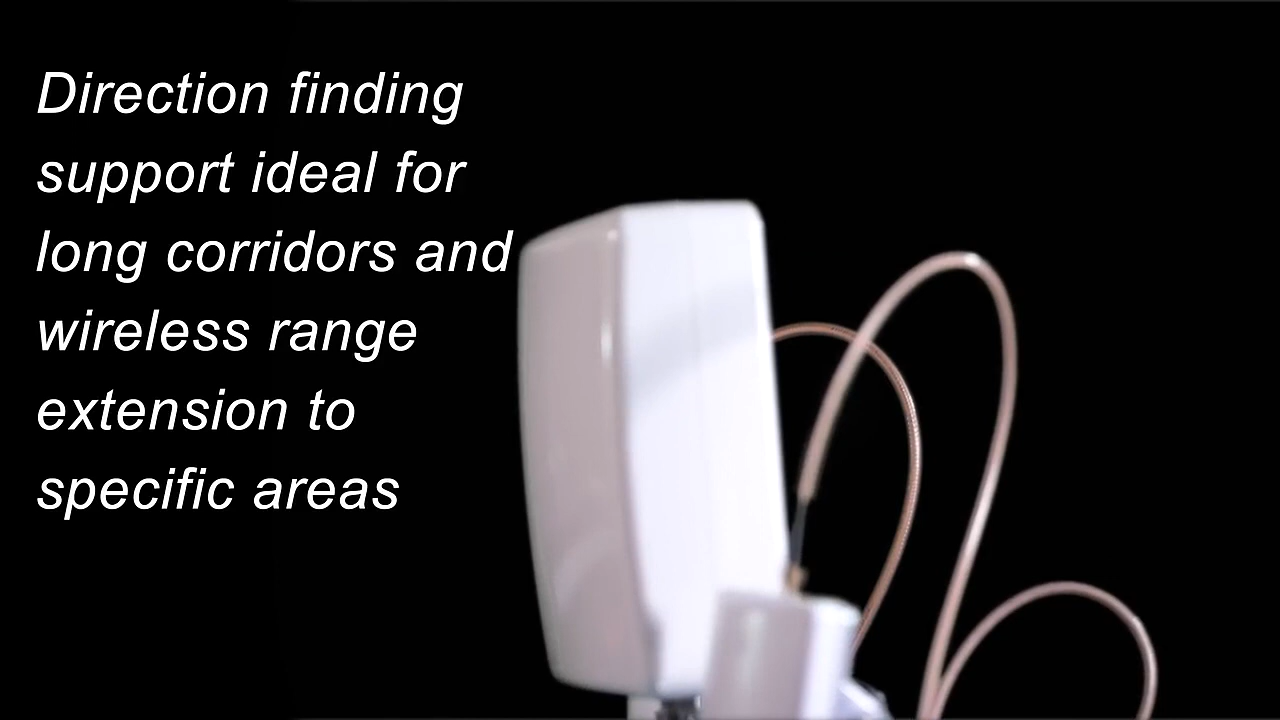 Direction finding
support ideal for
long corridors and
wireless range
extension to
specific areas